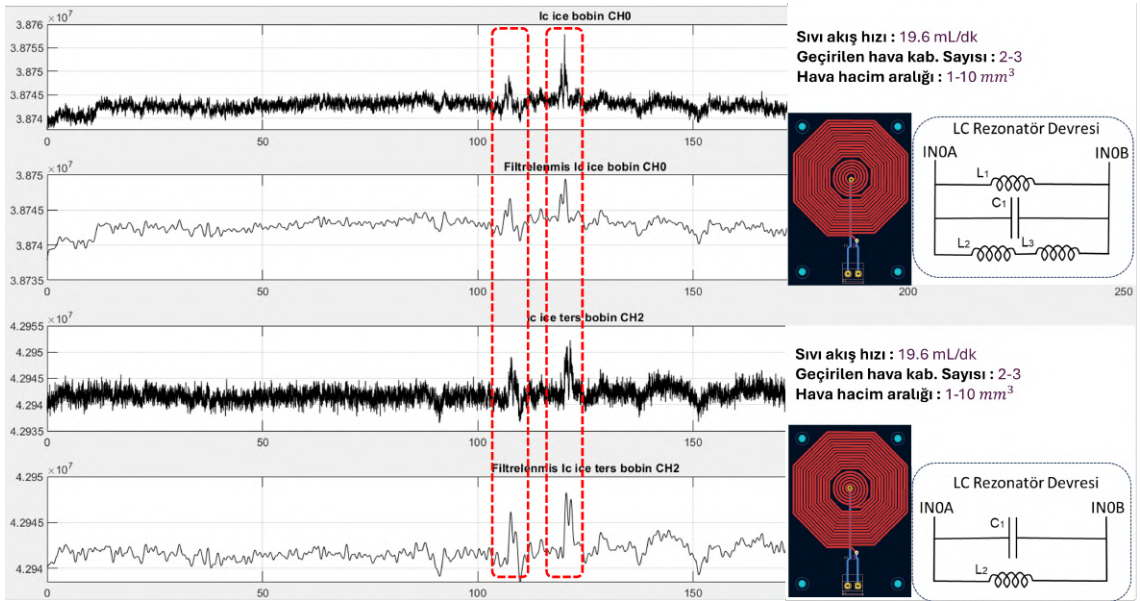 Ic ice bobin CH0
×10⁷
3.876
3.8755
3.875
3.8745
3.874
0 50 100 150
Filtrelenmis Ic ice bobin CH0
×10⁷
3.875
3.8745
3.874
3.8735
0 50 100 150 200 250
Ic ice ters bobin CH2
×10⁷
4.2955
4.295
4.2945
4.294
4.2935
0 50 100 150
Filtrelenmis Ic ice ters bobin CH2
×10⁷
4.295
4.2945
4.294
0 50 100 150
Sıvı akış hızı : 19.6 mL/dk
Geçirilen hava kab. Sayısı : 2-3
Hava hacim aralığı : 1-10 mm³
LC Rezonatör Devresi
IN0A IN0B
L₁
C₁
L₂ L₃
Sıvı akış hızı : 19.6 mL/dk
Geçirilen hava kab. Sayısı : 2-3
Hava hacim aralığı : 1-10 mm³
LC Rezonatör Devresi
IN0A IN0B
C₁
L₂